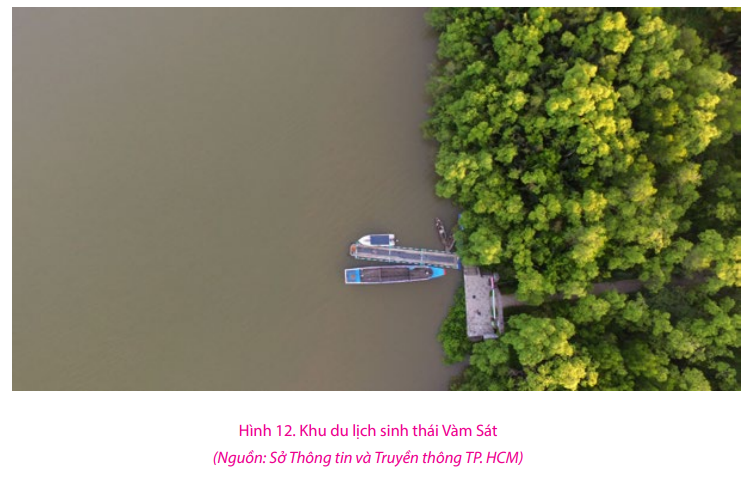 Hình 12. Khu du lịch sinh thái Vàm Sát
(Nguồn: Sở Thông tin và Truyền thông TP. HCM)